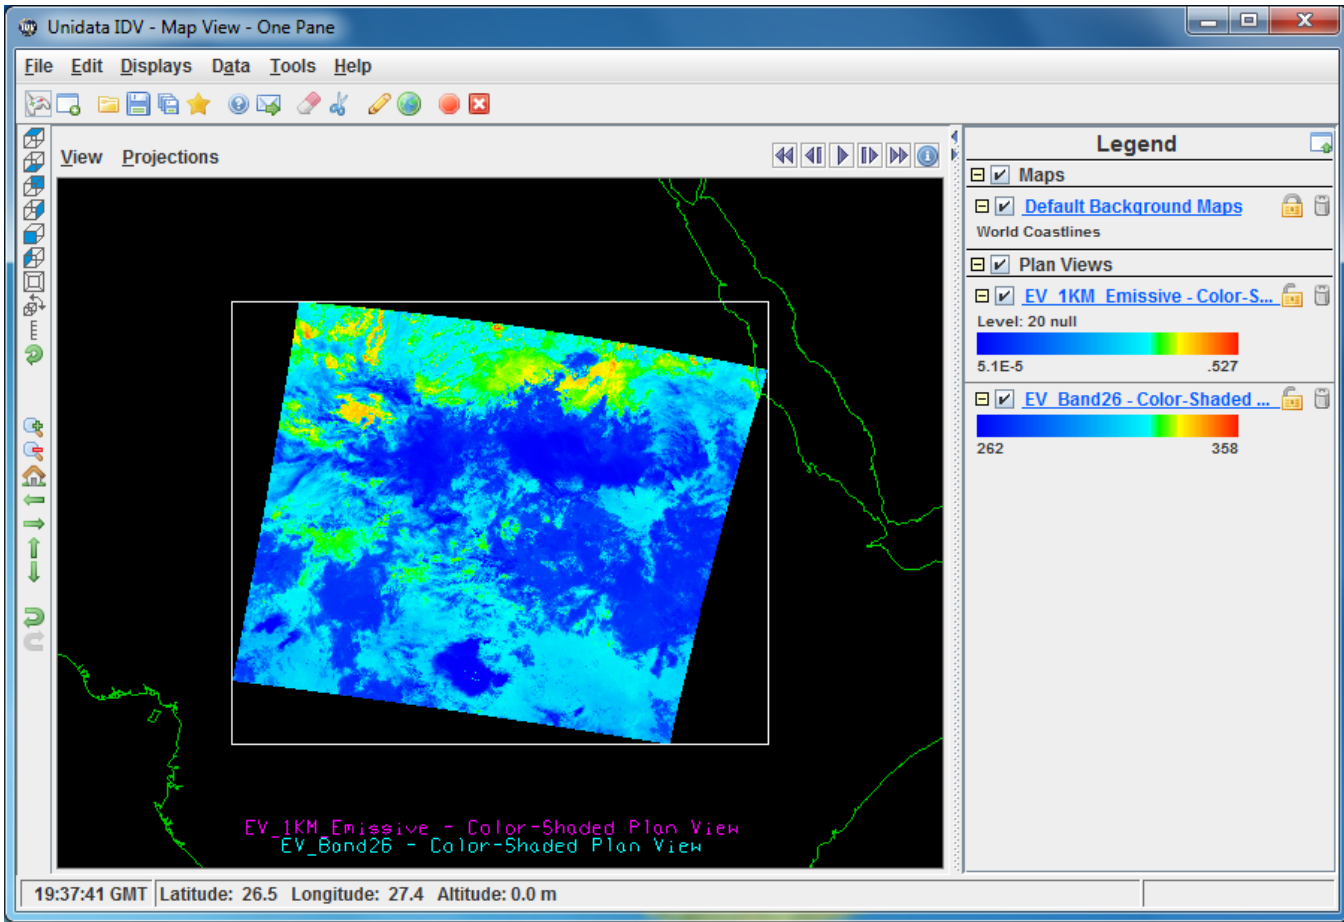 Unidata IDV - Map View - One Pane
File Edit Displays Data Tools Help
View Projections
Legend
Maps
Default Background Maps
World Coastlines
Plan Views
EV_1KM_Emissive - Color-S...
Level: 20 null
5.1E-5 .527
EV_Band26 - Color-Shaded ...
262 358
EV_1KM_Emissive - Color-Shaded Plan View
EV_Band26 - Color-Shaded Plan View
19:37:41 GMT Latitude: 26.5 Longitude: 27.4 Altitude: 0.0 m